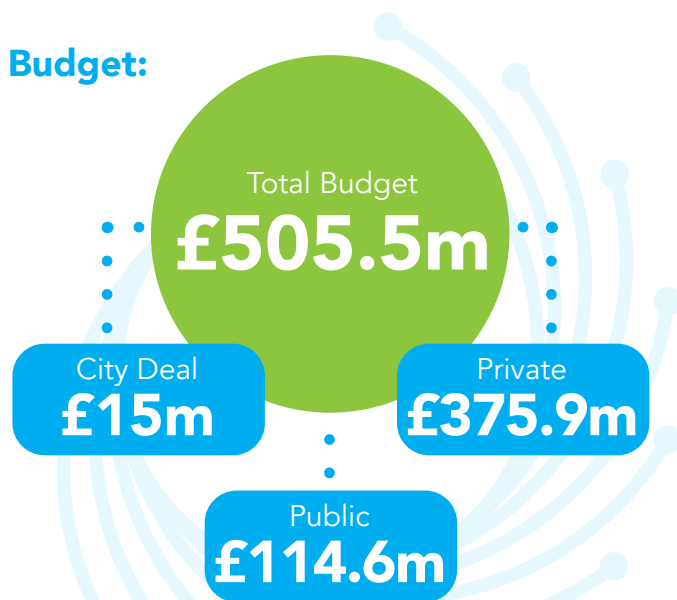 Budget:
Total Budget
£505.5m
City Deal
£15m
Private
£375.9m
Public
£114.6m